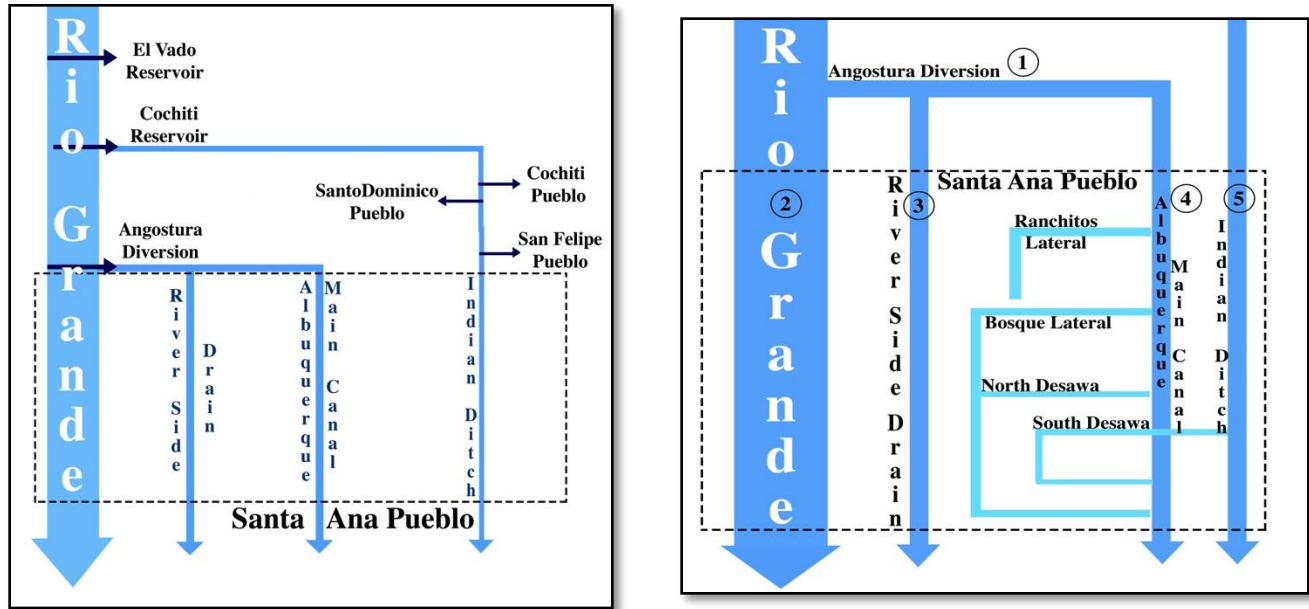 Rio Grande
El Vado
Reservoir
Cochiti
Reservoir
Cochiti
Pueblo
SantoDominico
Pueblo
San Felipe
Pueblo
Angostura
Diversion
River Side
Drain
Albuquerque
Main Canal
Indian Ditch
Santa Ana Pueblo
Rio Grande
Angostura Diversion
1
Santa Ana Pueblo
2
River Side Drain
3
Albuquerque
4
Main Canal
5
Indian Ditch
Ranchitos
Lateral
Bosque Lateral
North Desawa
South Desawa